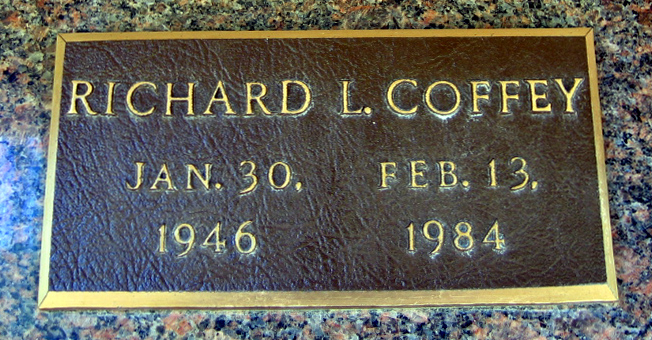 RICHARD L. COFFEY
JAN. 30, FEB. 13,
1946 1984